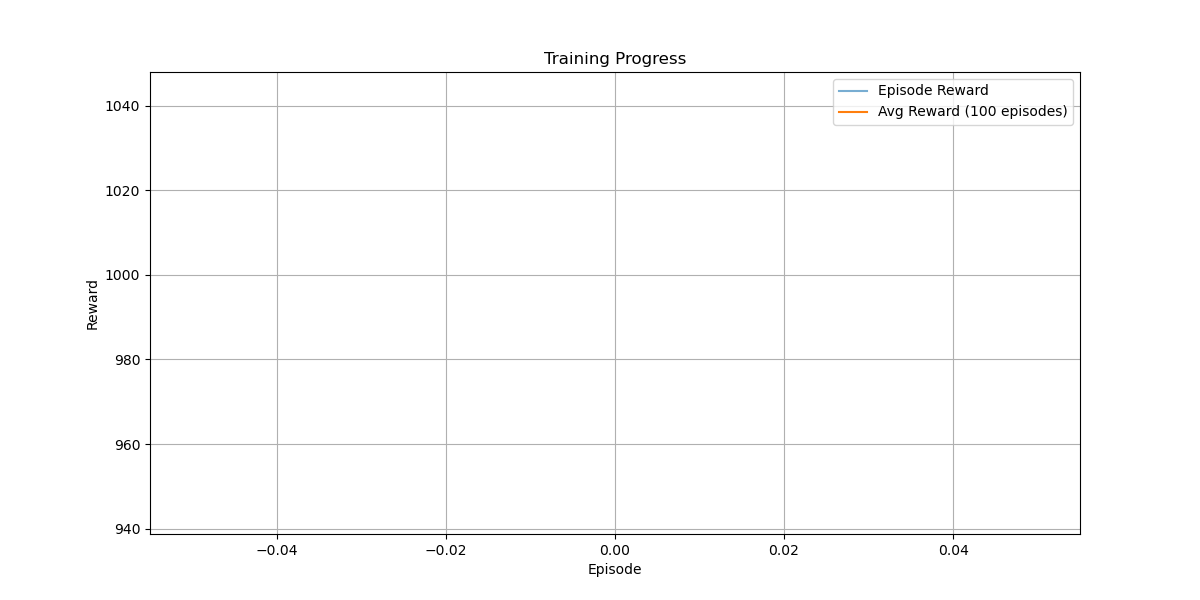 Training Progress
Episode Reward
Avg Reward (100 episodes)
Reward
1040
1020
1000
980
960
940
−0.04
−0.02
0.00
0.02
0.04
Episode